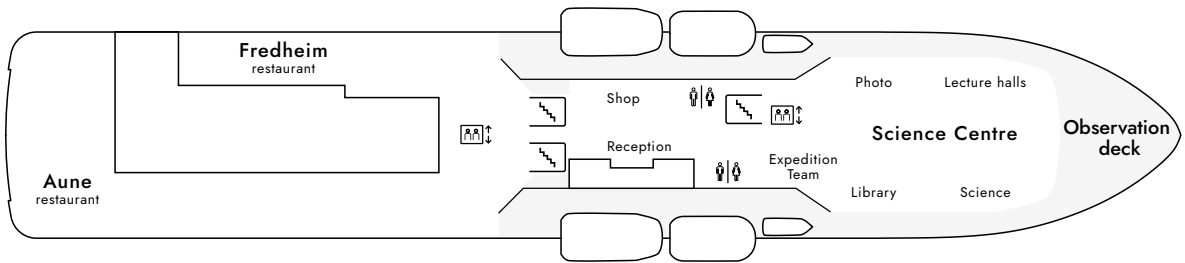 Fredheim
restaurant
Aune
restaurant
Shop
Reception
Expedition
Team
Photo
Lecture halls
Science Centre
Library
Science
Observation
deck